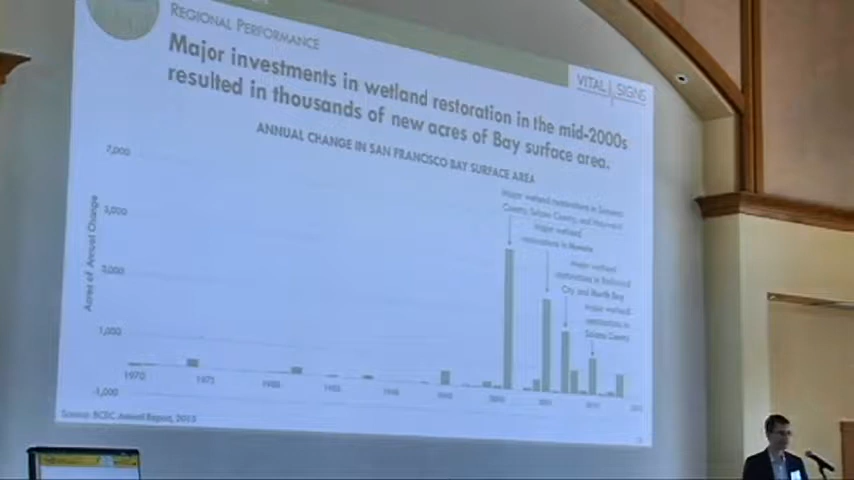 REGIONAL PERFORMANCE
VITAL SIGNS
Major investments in wetland restoration in the mid-2000s
resulted in thousands of new acres of Bay surface area.
ANNUAL CHANGE IN SAN FRANCISCO BAY SURFACE AREA
Acres of Annual Change
7,000
5,000
3,000
1,000
-1,000
Major wetland restorations in
County, Solano County, and
major wetland
restorations in
major wetland
restorations in Redwood
City and North Bay
major wetland
restorations in
Solano County
1970
1975
1980
1985
1990
1995
2000
2005
2010
Source: BCDC Annual Report, 2013